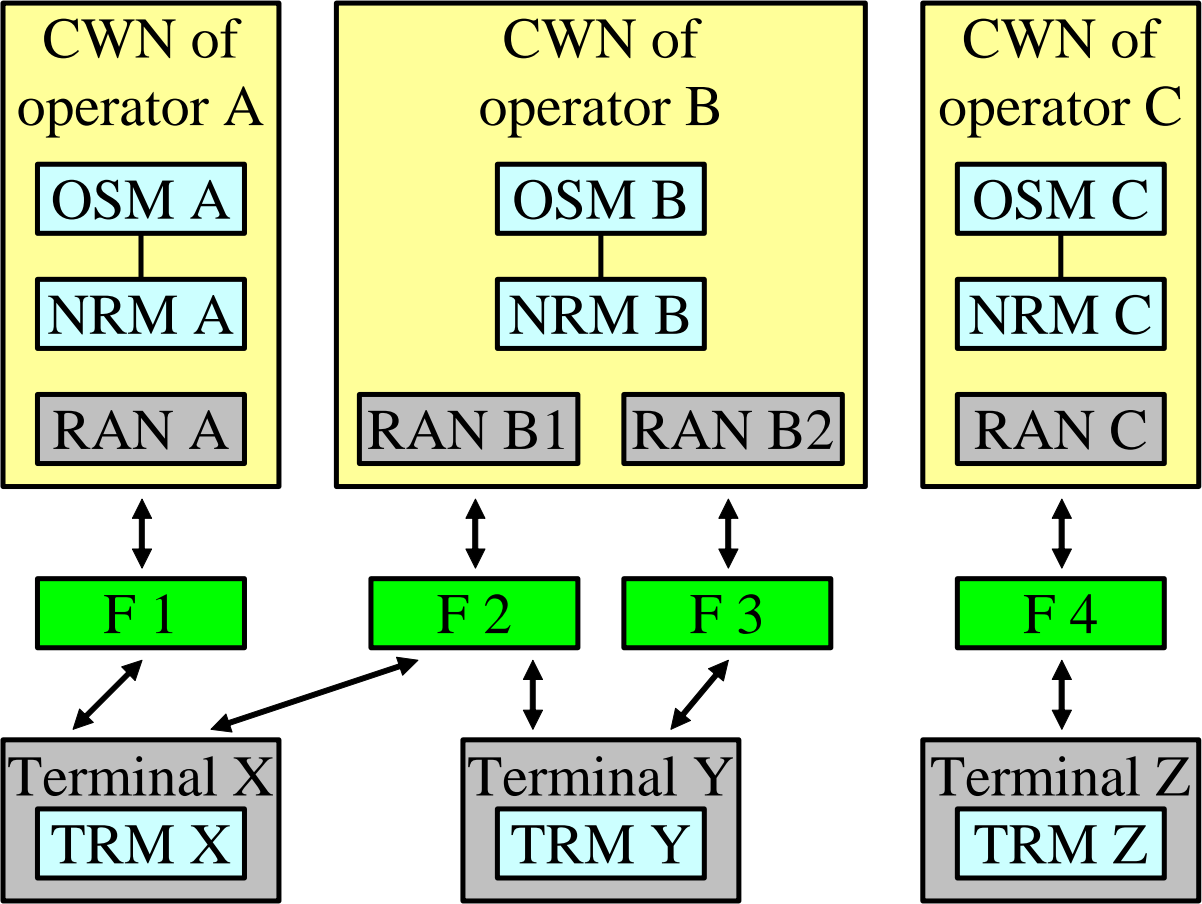 CWN of
operator A
CWN of
operator B
CWN of
operator C
OSM A
OSM B
OSM C
NRM A
NRM B
NRM C
RAN A
RAN B1
RAN B2
RAN C
F 1
F 2
F 3
F 4
Terminal X
TRM X
Terminal Y
TRM Y
Terminal Z
TRM Z